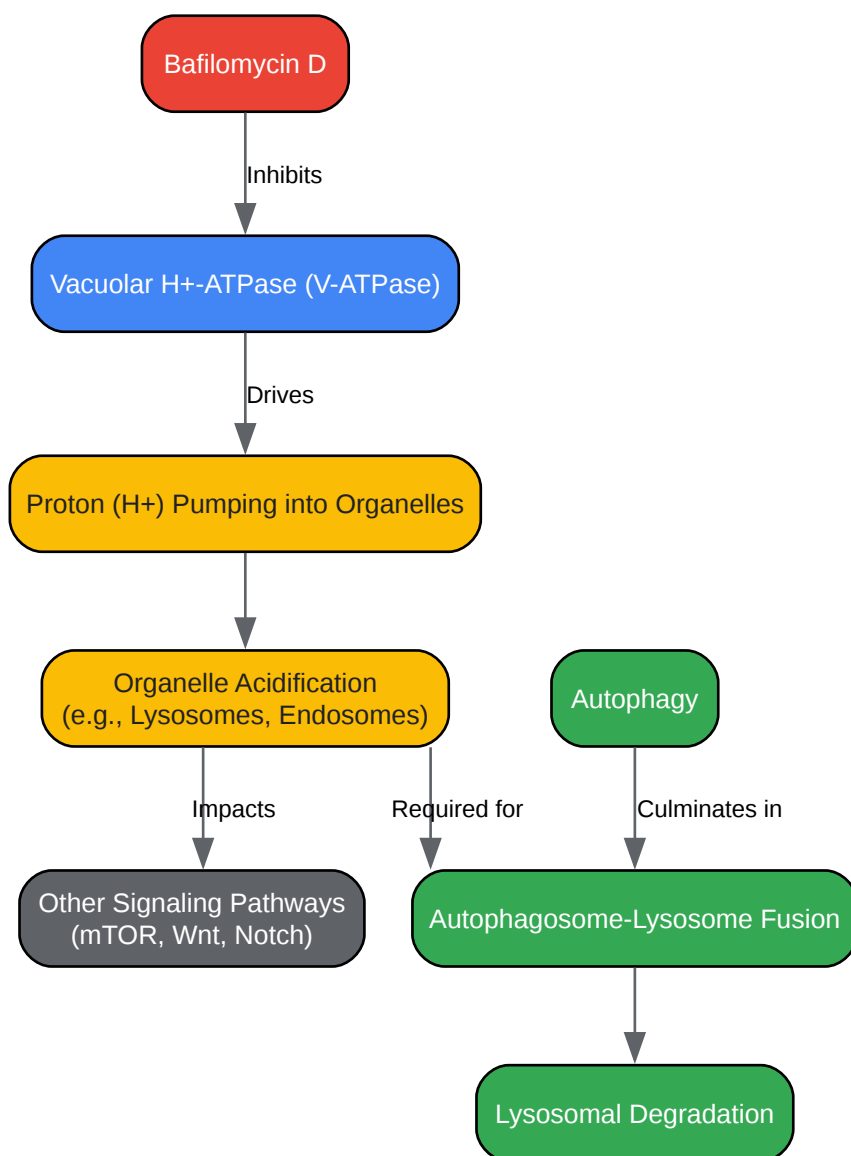 Bafilomycin D
Inhibits
Vacuolar H+-ATPase (V-ATPase)
Drives
Proton (H+) Pumping into Organelles
Organelle Acidification
(e.g., Lysosomes, Endosomes)
Autophagy
Impacts
Required for
Culminates in
Other Signaling Pathways
(mTOR, Wnt, Notch)
Autophagosome-Lysosome Fusion
Lysosomal Degradation